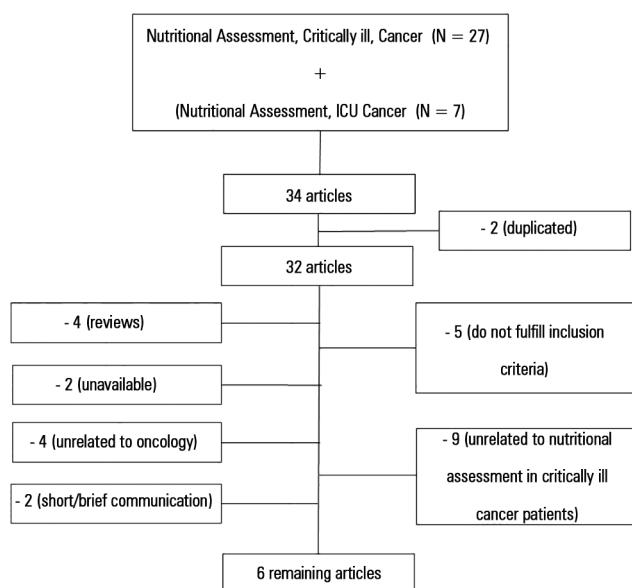 Nutritional Assessment, Critically ill, Cancer (N = 27)
+
(Nutritional Assessment, ICU Cancer (N = 7)
34 articles
- 2 (duplicated)
32 articles
- 4 (reviews)
- 5 (do not fulfill inclusion
criteria)
- 2 (unavailable)
- 4 (unrelated to oncology)
- 9 (unrelated to nutritional
assessment in critically ill
cancer patients)
- 2 (short/brief communication)
6 remaining articles